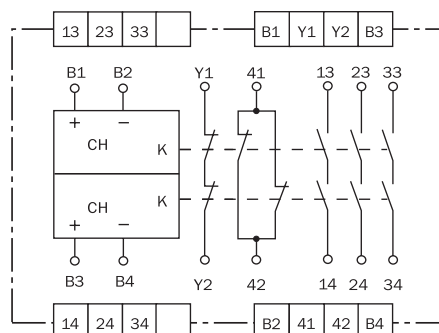 13 23 33 B1 Y1 Y2 B3
B1 B2 Y1 41 13 23 33
+ −
CH K
CH K
+ −
B3 B4 Y2 42 14 24 34
14 24 34 B2 41 42 B4